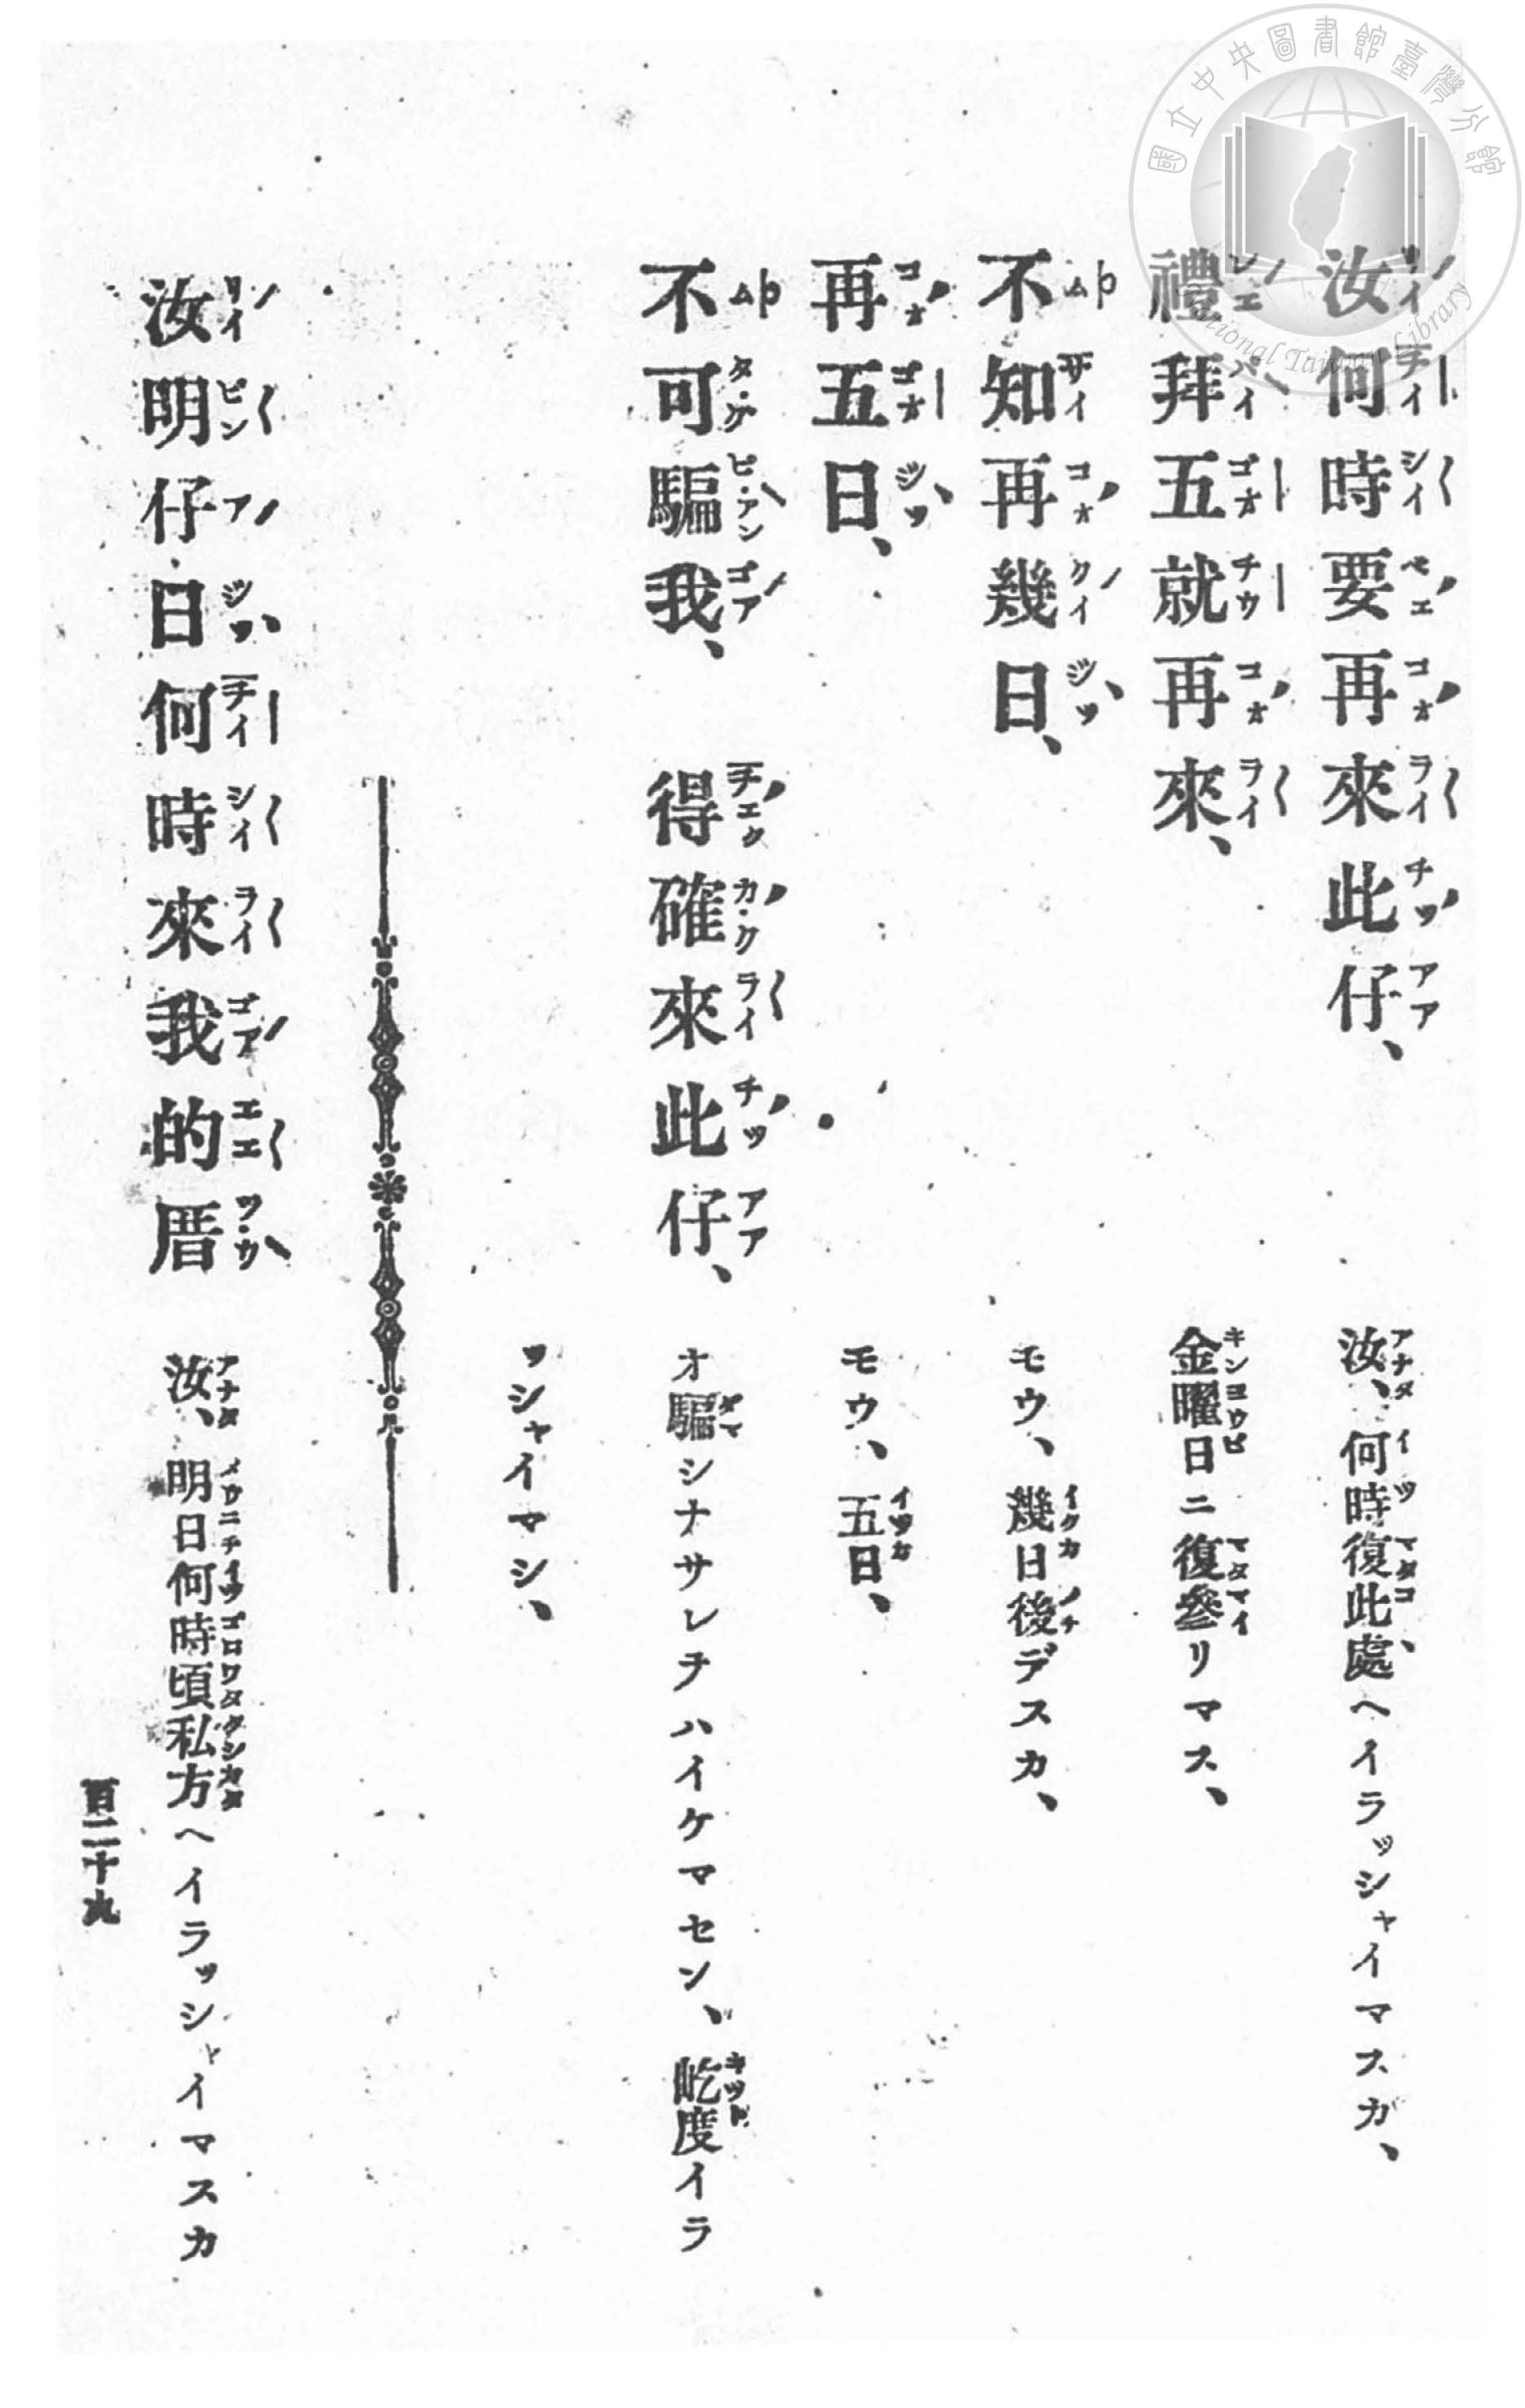 國立中央圖書館臺灣分館
National Taiwan Library
汝何時要再來此仔、
汝、何時復此處ヘイラッシャイマスカ、
禮拜五就再來、
金曜日ニ復參リマス、
不知再幾日、
モウ、幾日後デスカ、
再五日、
モウ、五日、
不可騙我、 得確來此仔、
オ騙シナサレチハイケマセン、屹度イラ
ッシャイマシ、
汝明仔日何時來我的厝
汝、明日何時頃私方ヘイラッシャイマスカ
百二十九